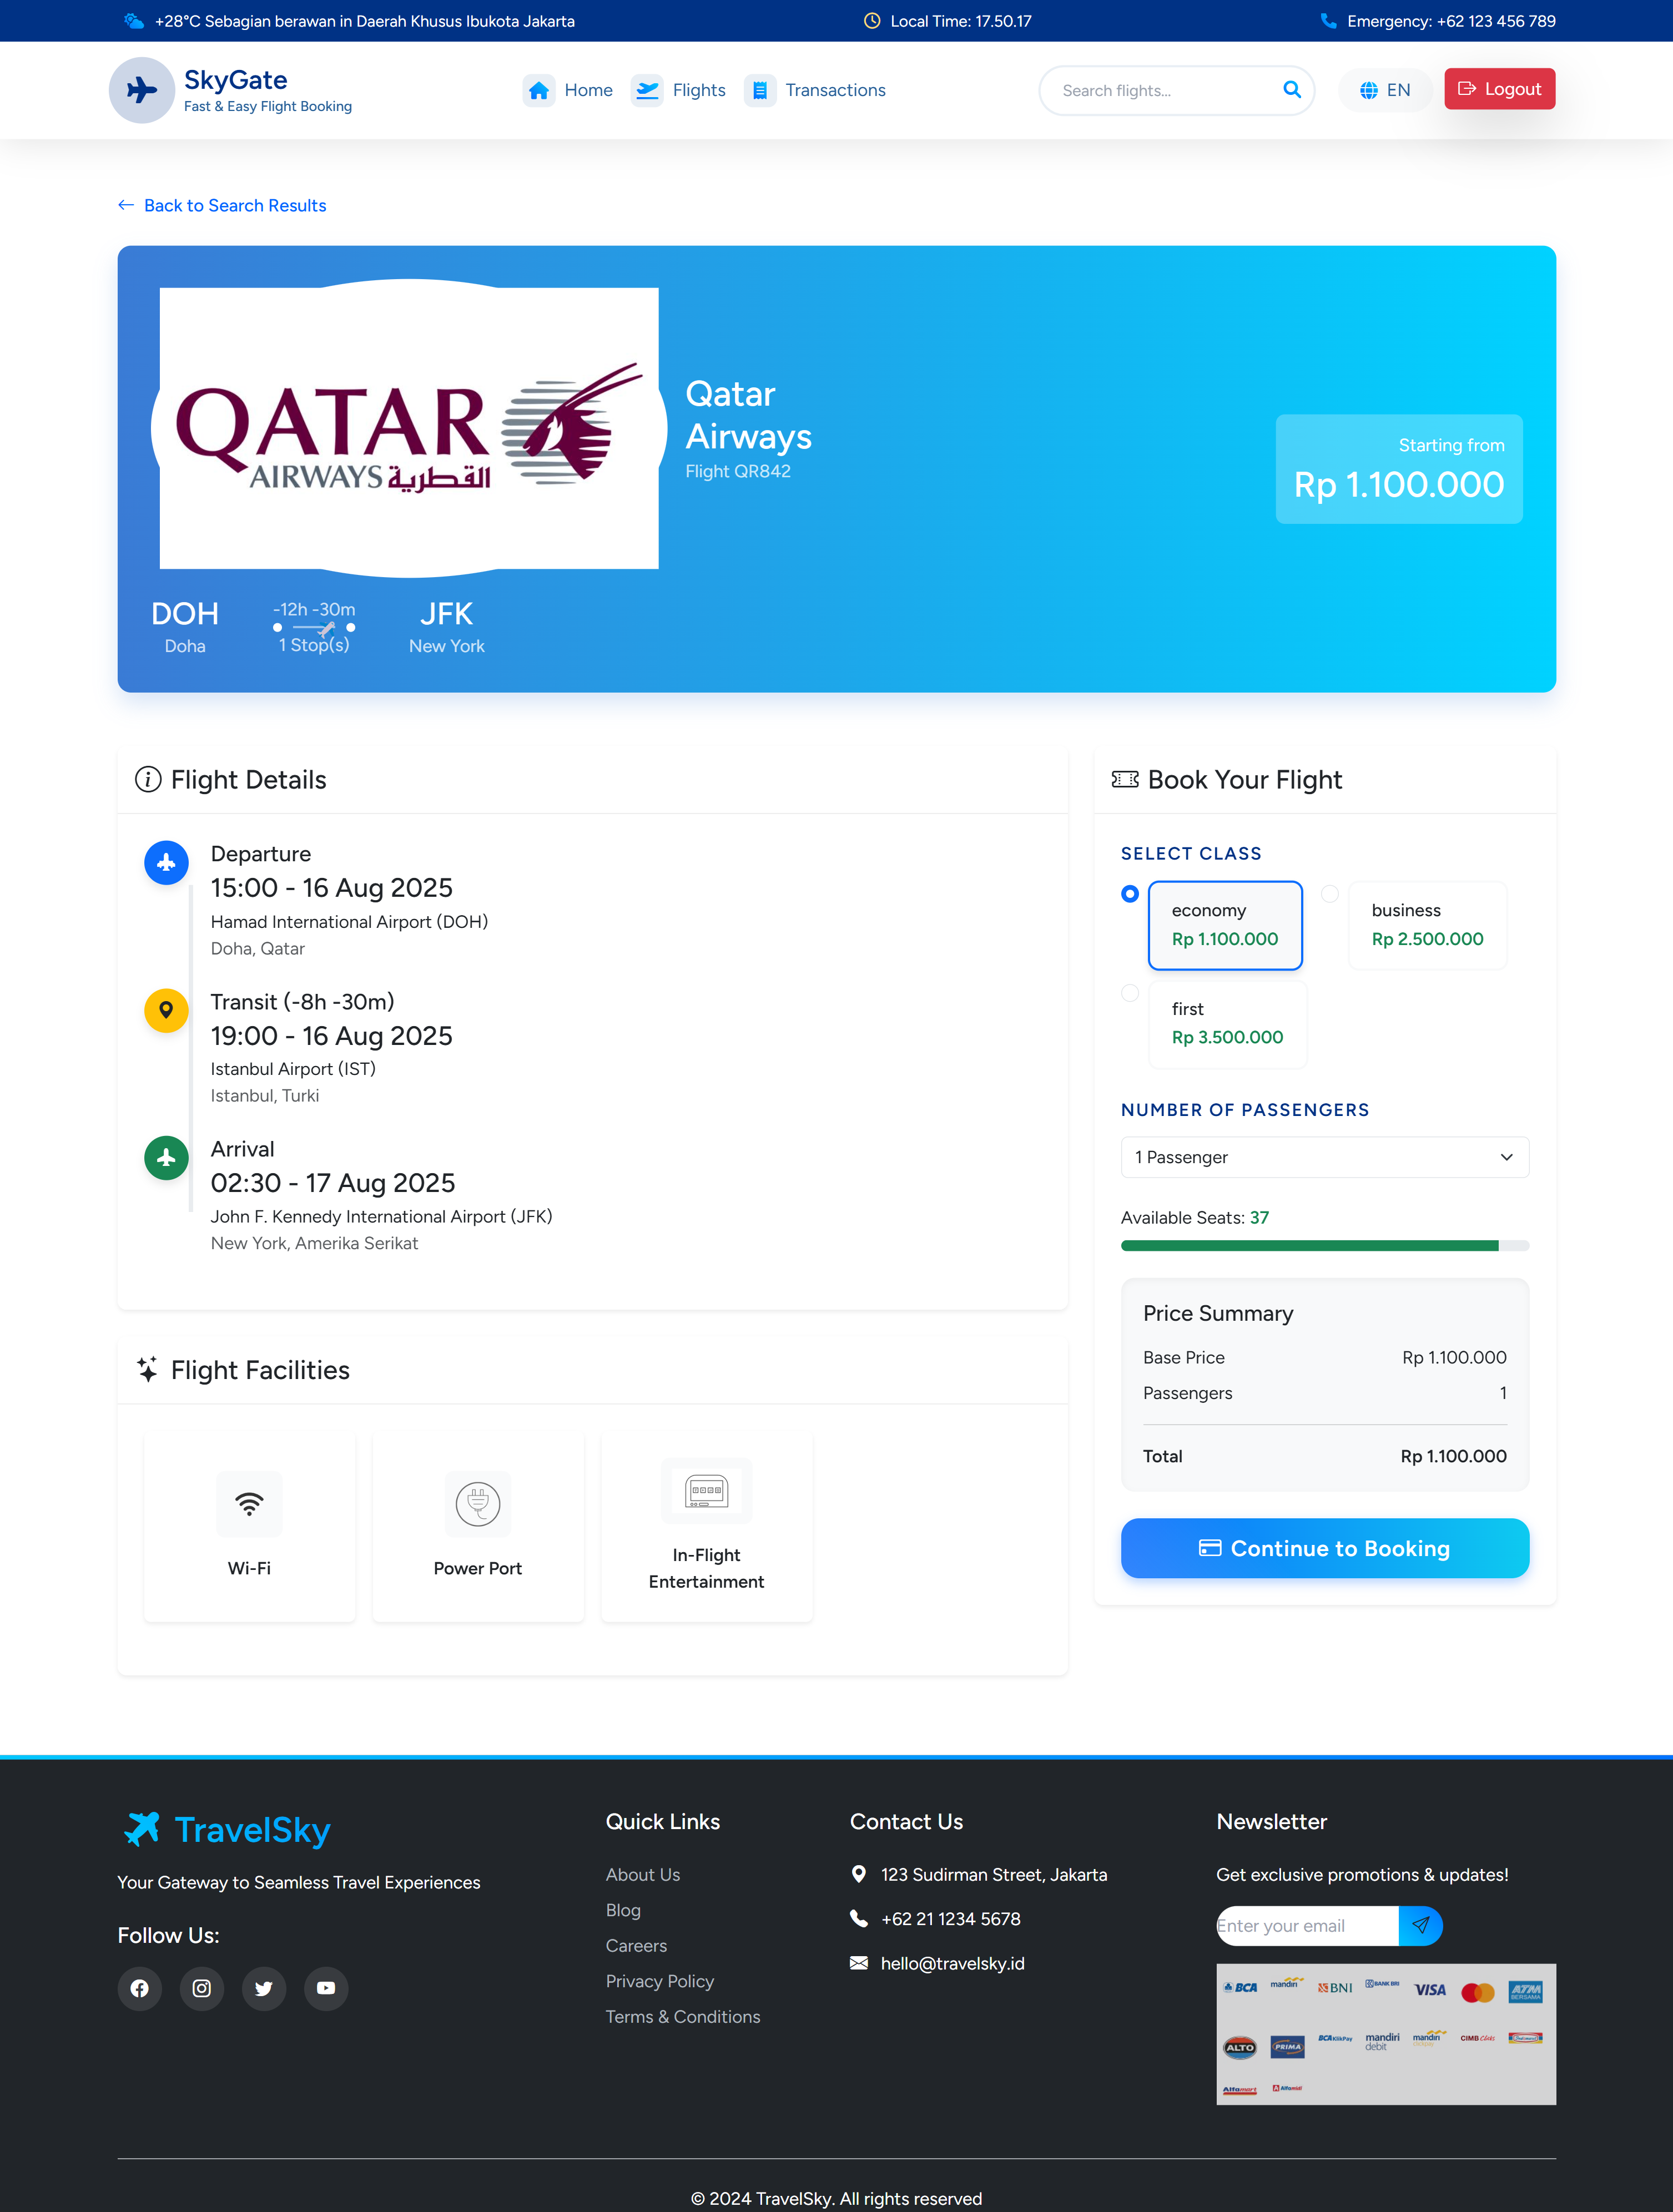 +28°C Sebagian berawan in Daerah Khusus Ibukota Jakarta
Local Time: 17.50.17
Emergency: +62 123 456 789
SkyGate
Fast & Easy Flight Booking
Home
Flights
Transactions
Search flights...
EN
Logout
Back to Search Results
QATAR
AIRWAYS القطرية
Qatar
Airways
Flight QR842
Starting from
Rp 1.100.000
DOH
Doha
-12h -30m
1 Stop(s)
JFK
New York
Flight Details
Departure
15:00 - 16 Aug 2025
Hamad International Airport (DOH)
Doha, Qatar
Transit (-8h -30m)
19:00 - 16 Aug 2025
Istanbul Airport (IST)
Istanbul, Turki
Arrival
02:30 - 17 Aug 2025
John F. Kennedy International Airport (JFK)
New York, Amerika Serikat
Flight Facilities
Wi-Fi
Power Port
In-Flight
Entertainment
Book Your Flight
SELECT CLASS
economy
Rp 1.100.000
business
Rp 2.500.000
first
Rp 3.500.000
NUMBER OF PASSENGERS
1 Passenger
Available Seats: 37
Price Summary
Base Price Rp 1.100.000
Passengers 1
Total Rp 1.100.000
Continue to Booking
TravelSky
Your Gateway to Seamless Travel Experiences
Follow Us:
Quick Links
About Us
Blog
Careers
Privacy Policy
Terms & Conditions
Contact Us
123 Sudirman Street, Jakarta
+62 21 1234 5678
hello@travelsky.id
Newsletter
Get exclusive promotions & updates!
Enter your email
BCA mandiri BNI BANK BRI VISA ATM BERSAMA
ALTO PRIMA BCA KlikPay mandiri debit mandiri CIMB Clicks
Alfamart Alfamidi
© 2024 TravelSky. All rights reserved